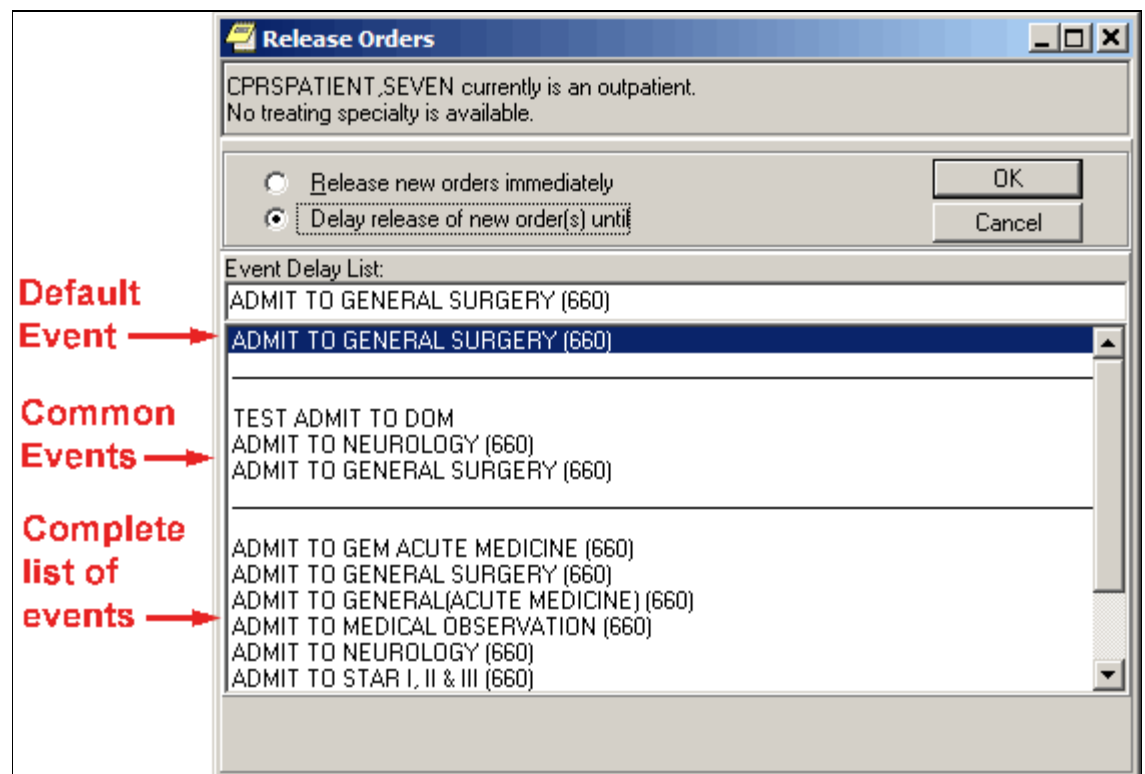 Release Orders
CPRSPATIENT,SEVEN currently is an outpatient.
No treating specialty is available.
Release new orders immediately
OK
Delay release of new order(s) until
Cancel
Event Delay List:
ADMIT TO GENERAL SURGERY (660)
Default
Event
ADMIT TO GENERAL SURGERY (660)
Common
Events
TEST ADMIT TO DOM
ADMIT TO NEUROLOGY (660)
ADMIT TO GENERAL SURGERY (660)
Complete
list of
events
ADMIT TO GEM ACUTE MEDICINE (660)
ADMIT TO GENERAL SURGERY (660)
ADMIT TO GENERAL(ACUTE MEDICINE) (660)
ADMIT TO MEDICAL OBSERVATION (660)
ADMIT TO NEUROLOGY (660)
ADMIT TO STAR I, II & III (660)